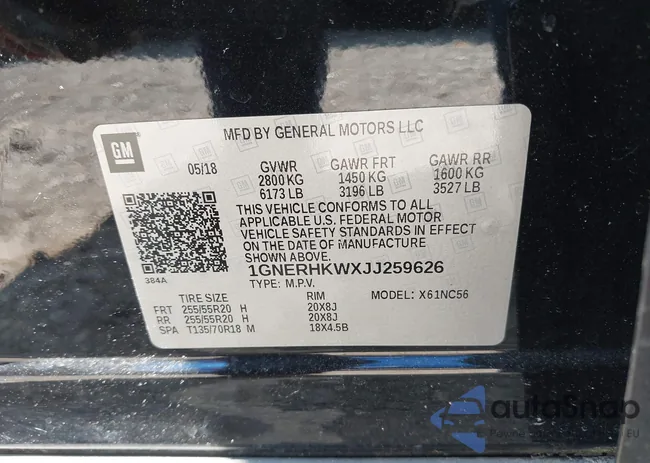 GM
MFD BY GENERAL MOTORS LLC
05/18 GVWR GAWR FRT GAWR RR
2800 KG 1450 KG 1600 KG
6173 LB 3196 LB 3527 LB
THIS VEHICLE CONFORMS TO ALL
APPLICABLE U.S. FEDERAL MOTOR
VEHICLE SAFETY STANDARDS IN EFFECT
ON THE DATE OF MANUFACTURE
SHOWN ABOVE.
384A
1GNERHKWXJJ259626
TYPE: M.P.V. MODEL: X61NC56
TIRE SIZE RIM
FRT 255/55R20 H 20X8J
RR 255/55R20 H 20X8J
SPA T135/70R18 M 18X4.5B
autoSnap